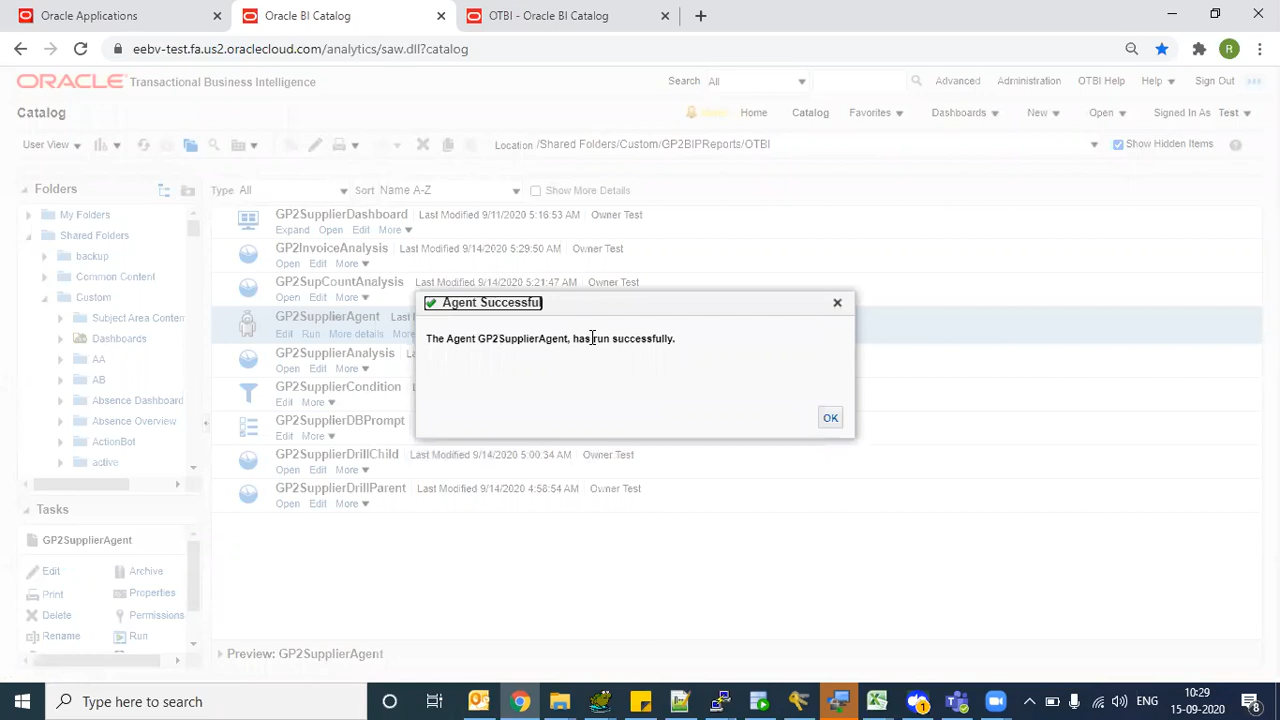 Oracle Applications
Oracle BI Catalog
OTBI - Oracle BI Catalog
eebv-test.fa.us2.oraclecloud.com/analytics/saw.dll?catalog
R
ORACLE Transactional Business Intelligence
Search All Advanced Administration OTBI Help Help Sign Out
Catalog
Home Catalog Favorites Dashboards New Open Signed In As Test
User View
Location /Shared Folders/Custom/GP2BIPReports/OTBI
Show Hidden Items
Folders
Type All Sort Name A-Z Show More Details
My Folders
Shared Folders
backup
Common Content
Custom
Subject Area Conten
Dashboards
AA
AB
Absence Dashboard
Absence Overview
ActionBot
active
GP2SupplierDashboard Last Modified 9/11/2020 5:16:53 AM Owner Test
Expand Open Edit More
GP2InvoiceAnalysis Last Modified 9/14/2020 5:29:50 AM Owner Test
Open Edit More
GP2SupCountAnalysis Last Modified 9/14/2020 5:21:47 AM Owner Test
Open Edit More
GP2SupplierAgent
Edit Run More details
GP2SupplierAnalysis
Open Edit More
GP2SupplierCondition
Edit More
GP2SupplierDBPrompt
Edit More
GP2SupplierDrillChild Last Modified 9/14/2020 5:00:34 AM Owner Test
Open Edit More
GP2SupplierDrillParent Last Modified 9/14/2020 4:58:54 AM Owner Test
Open Edit More
Agent Successful
The Agent GP2SupplierAgent, has run successfully.
OK
Tasks
GP2SupplierAgent
Edit Archive
Print Properties
Delete Permissions
Rename Run
Preview: GP2SupplierAgent
Type here to search
ENG
10:29
15-09-2020
8